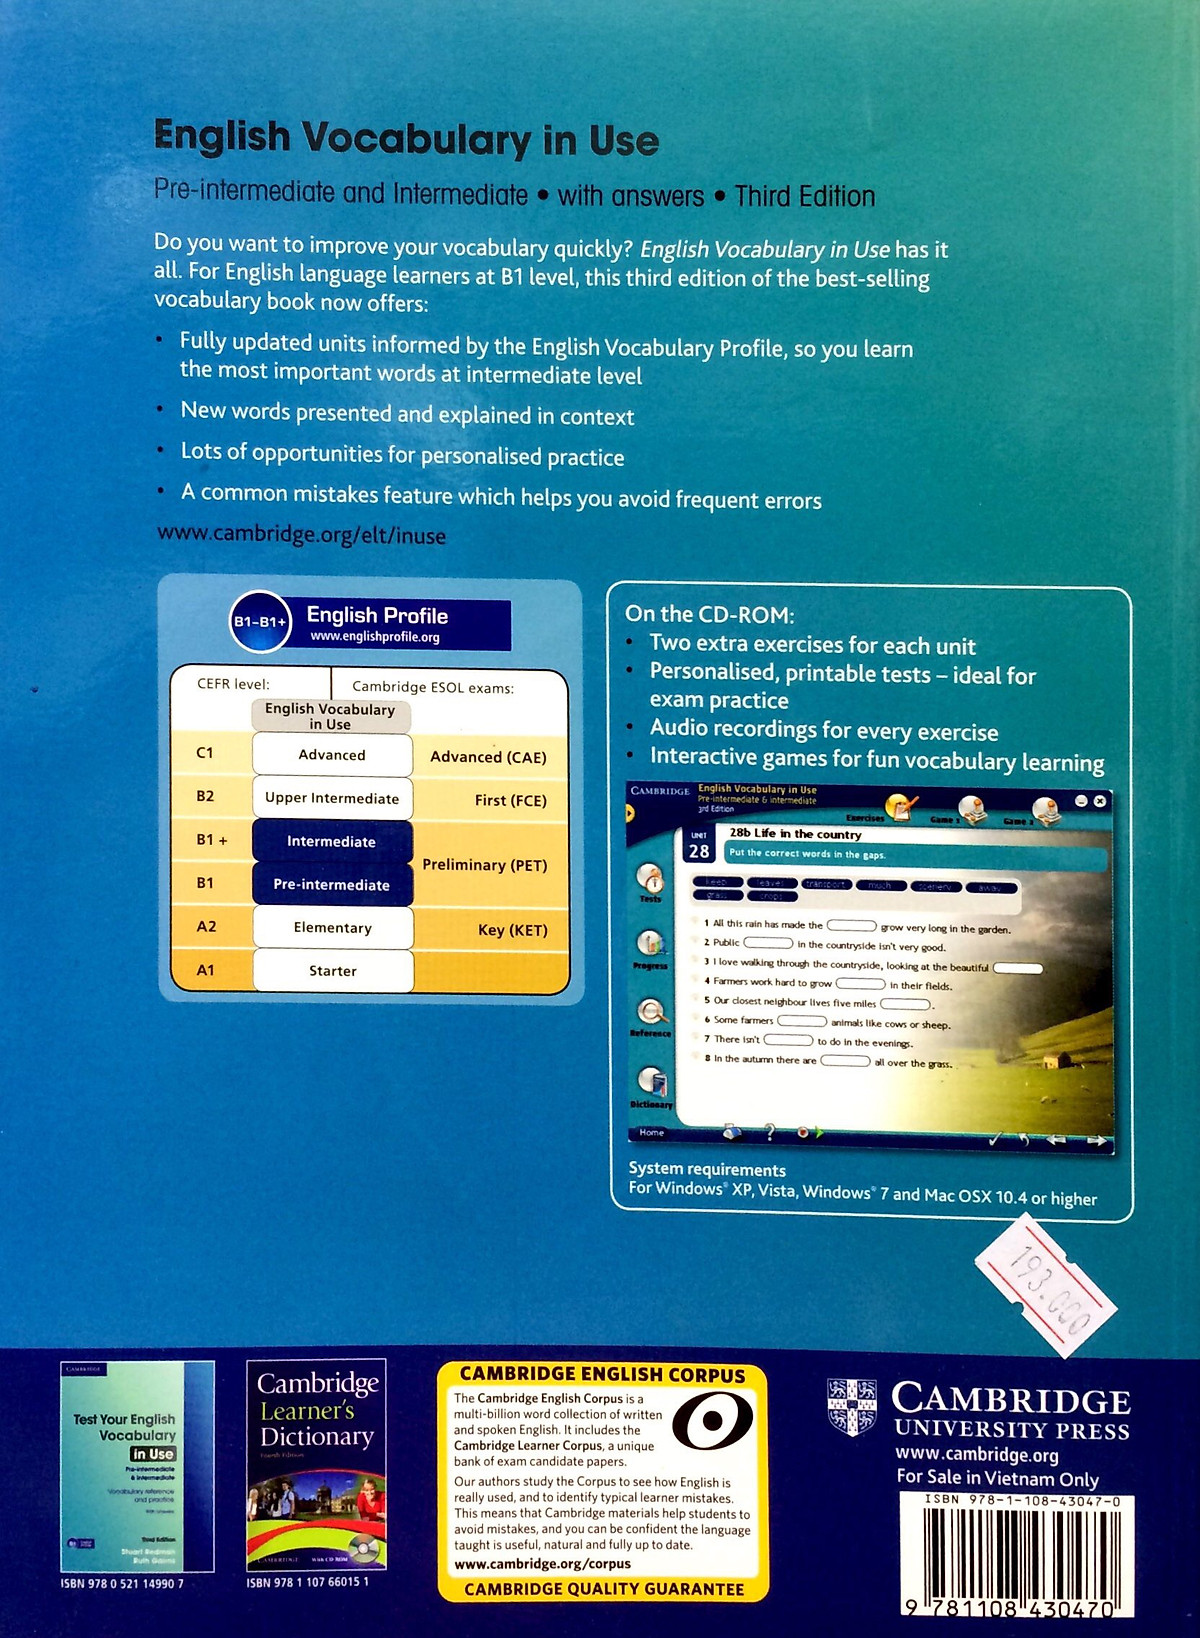 English Vocabulary in Use
Pre-intermediate and Intermediate • with answers • Third Edition
Do you want to improve your vocabulary quickly? English Vocabulary in Use has it
all. For English language learners at B1 level, this third edition of the best-selling
vocabulary book now offers:
• Fully updated units informed by the English Vocabulary Profile, so you learn
the most important words at intermediate level
• New words presented and explained in context
• Lots of opportunities for personalised practice
• A common mistakes feature which helps you avoid frequent errors
www.cambridge.org/elt/inuse
B1–B1+ English Profile
www.englishprofile.org
CEFR level: Cambridge ESOL exams:
English Vocabulary
in Use
C1 Advanced Advanced (CAE)
B2 Upper Intermediate First (FCE)
B1 + Intermediate
Preliminary (PET)
B1 Pre-intermediate
A2 Elementary Key (KET)
A1 Starter
On the CD-ROM:
• Two extra exercises for each unit
• Personalised, printable tests – ideal for
exam practice
• Audio recordings for every exercise
• Interactive games for fun vocabulary learning
CAMBRIDGE English Vocabulary in Use
Pre-intermediate & intermediate
3rd Edition
Exercises Game 1 Game 2
UNIT
28
28b Life in the country
Put the correct words in the gaps.
keep leaves transport much scenery away
grass crops
1 All this rain has made the grow very long in the garden.
2 Public in the countryside isn't very good.
3 I love walking through the countryside, looking at the beautiful
4 Farmers work hard to grow in their fields.
5 Our closest neighbour lives five miles .
6 Some farmers animals like cows or sheep.
7 There isn't to do in the evenings.
8 In the autumn there are all over the grass.
Tests
Progress
Reference
Dictionary
Home
System requirements
For Windows® XP, Vista, Windows® 7 and Mac OSX 10.4 or higher
193.000
CAMBRIDGE
Test Your English
Vocabulary
in Use
Pre-intermediate
& intermediate
Vocabulary reference
and practice
With answers
Third Edition
Stuart Redman
Ruth Gairns
ISBN 978 0 521 14990 7
Cambridge
Learner's
Dictionary
Fourth Edition
CAMBRIDGE WITH CD-ROM
ISBN 978 1 107 66015 1
CAMBRIDGE ENGLISH CORPUS
The Cambridge English Corpus is a
multi-billion word collection of written
and spoken English. It includes the
Cambridge Learner Corpus, a unique
bank of exam candidate papers.
Our authors study the Corpus to see how English is
really used, and to identify typical learner mistakes.
This means that Cambridge materials help students to
avoid mistakes, and you can be confident the language
taught is useful, natural and fully up to date.
www.cambridge.org/corpus
CAMBRIDGE QUALITY GUARANTEE
CAMBRIDGE
UNIVERSITY PRESS
www.cambridge.org
For Sale in Vietnam Only
ISBN 978-1-108-43047-0
9 781108 430470